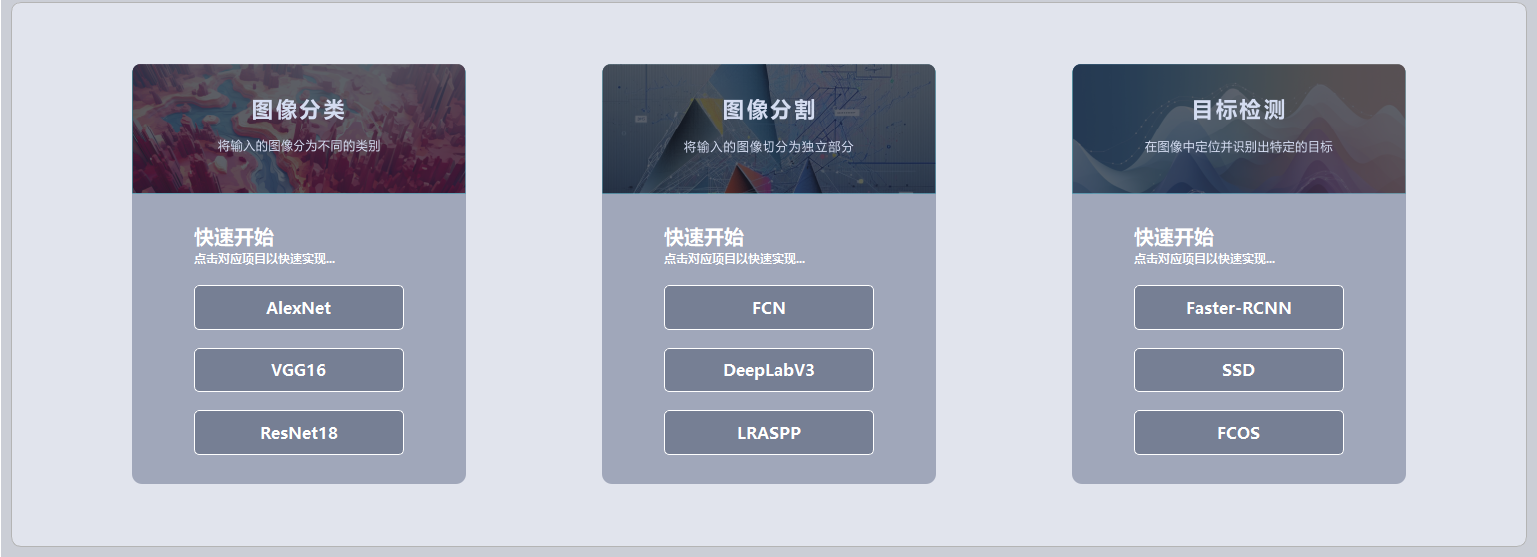 图像分类
将输入的图像分为不同的类别
快速开始
点击对应项目以快速实现...
AlexNet
VGG16
ResNet18
图像分割
将输入的图像切分为独立部分
快速开始
点击对应项目以快速实现...
FCN
DeepLabV3
LRASPP
目标检测
在图像中定位并识别出特定的目标
快速开始
点击对应项目以快速实现...
Faster-RCNN
SSD
FCOS